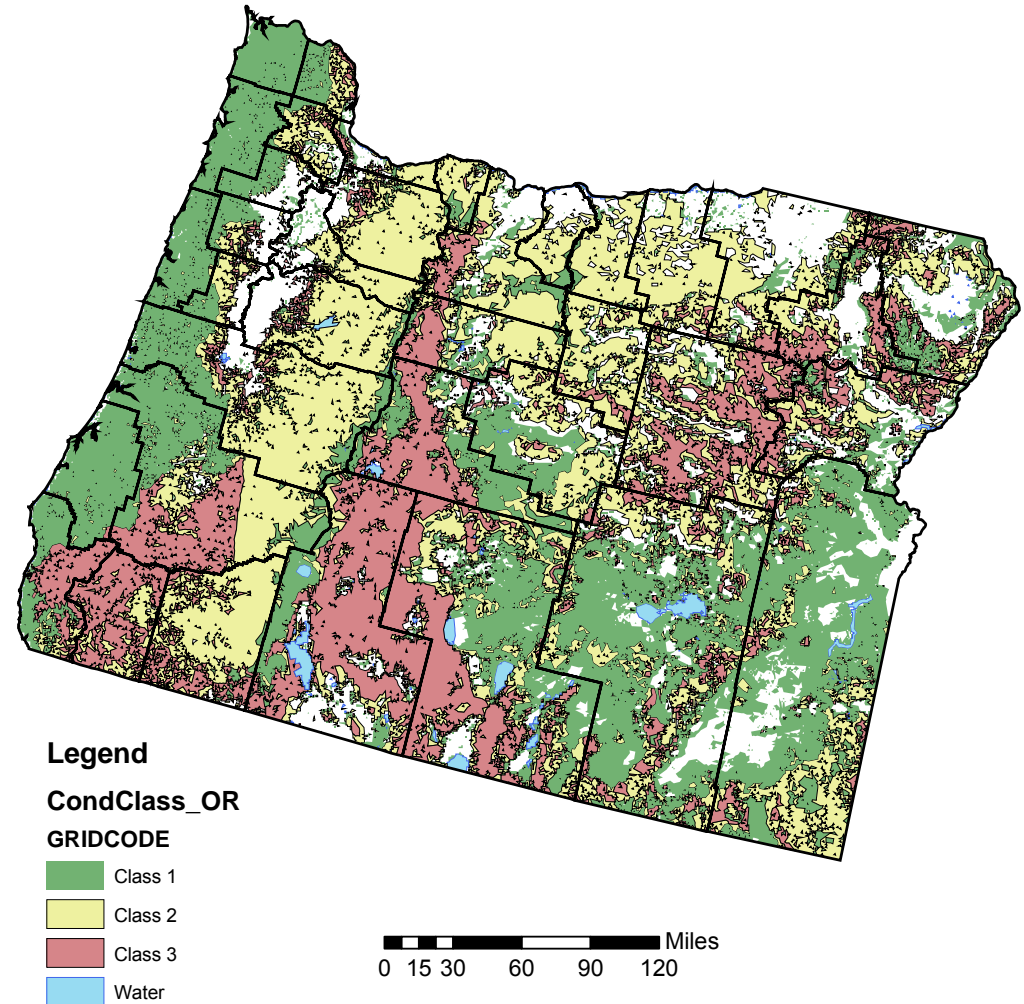 Legend
CondClass_OR
GRIDCODE
Class 1
Class 2
Class 3
Water
Miles
0 15 30 60 90 120